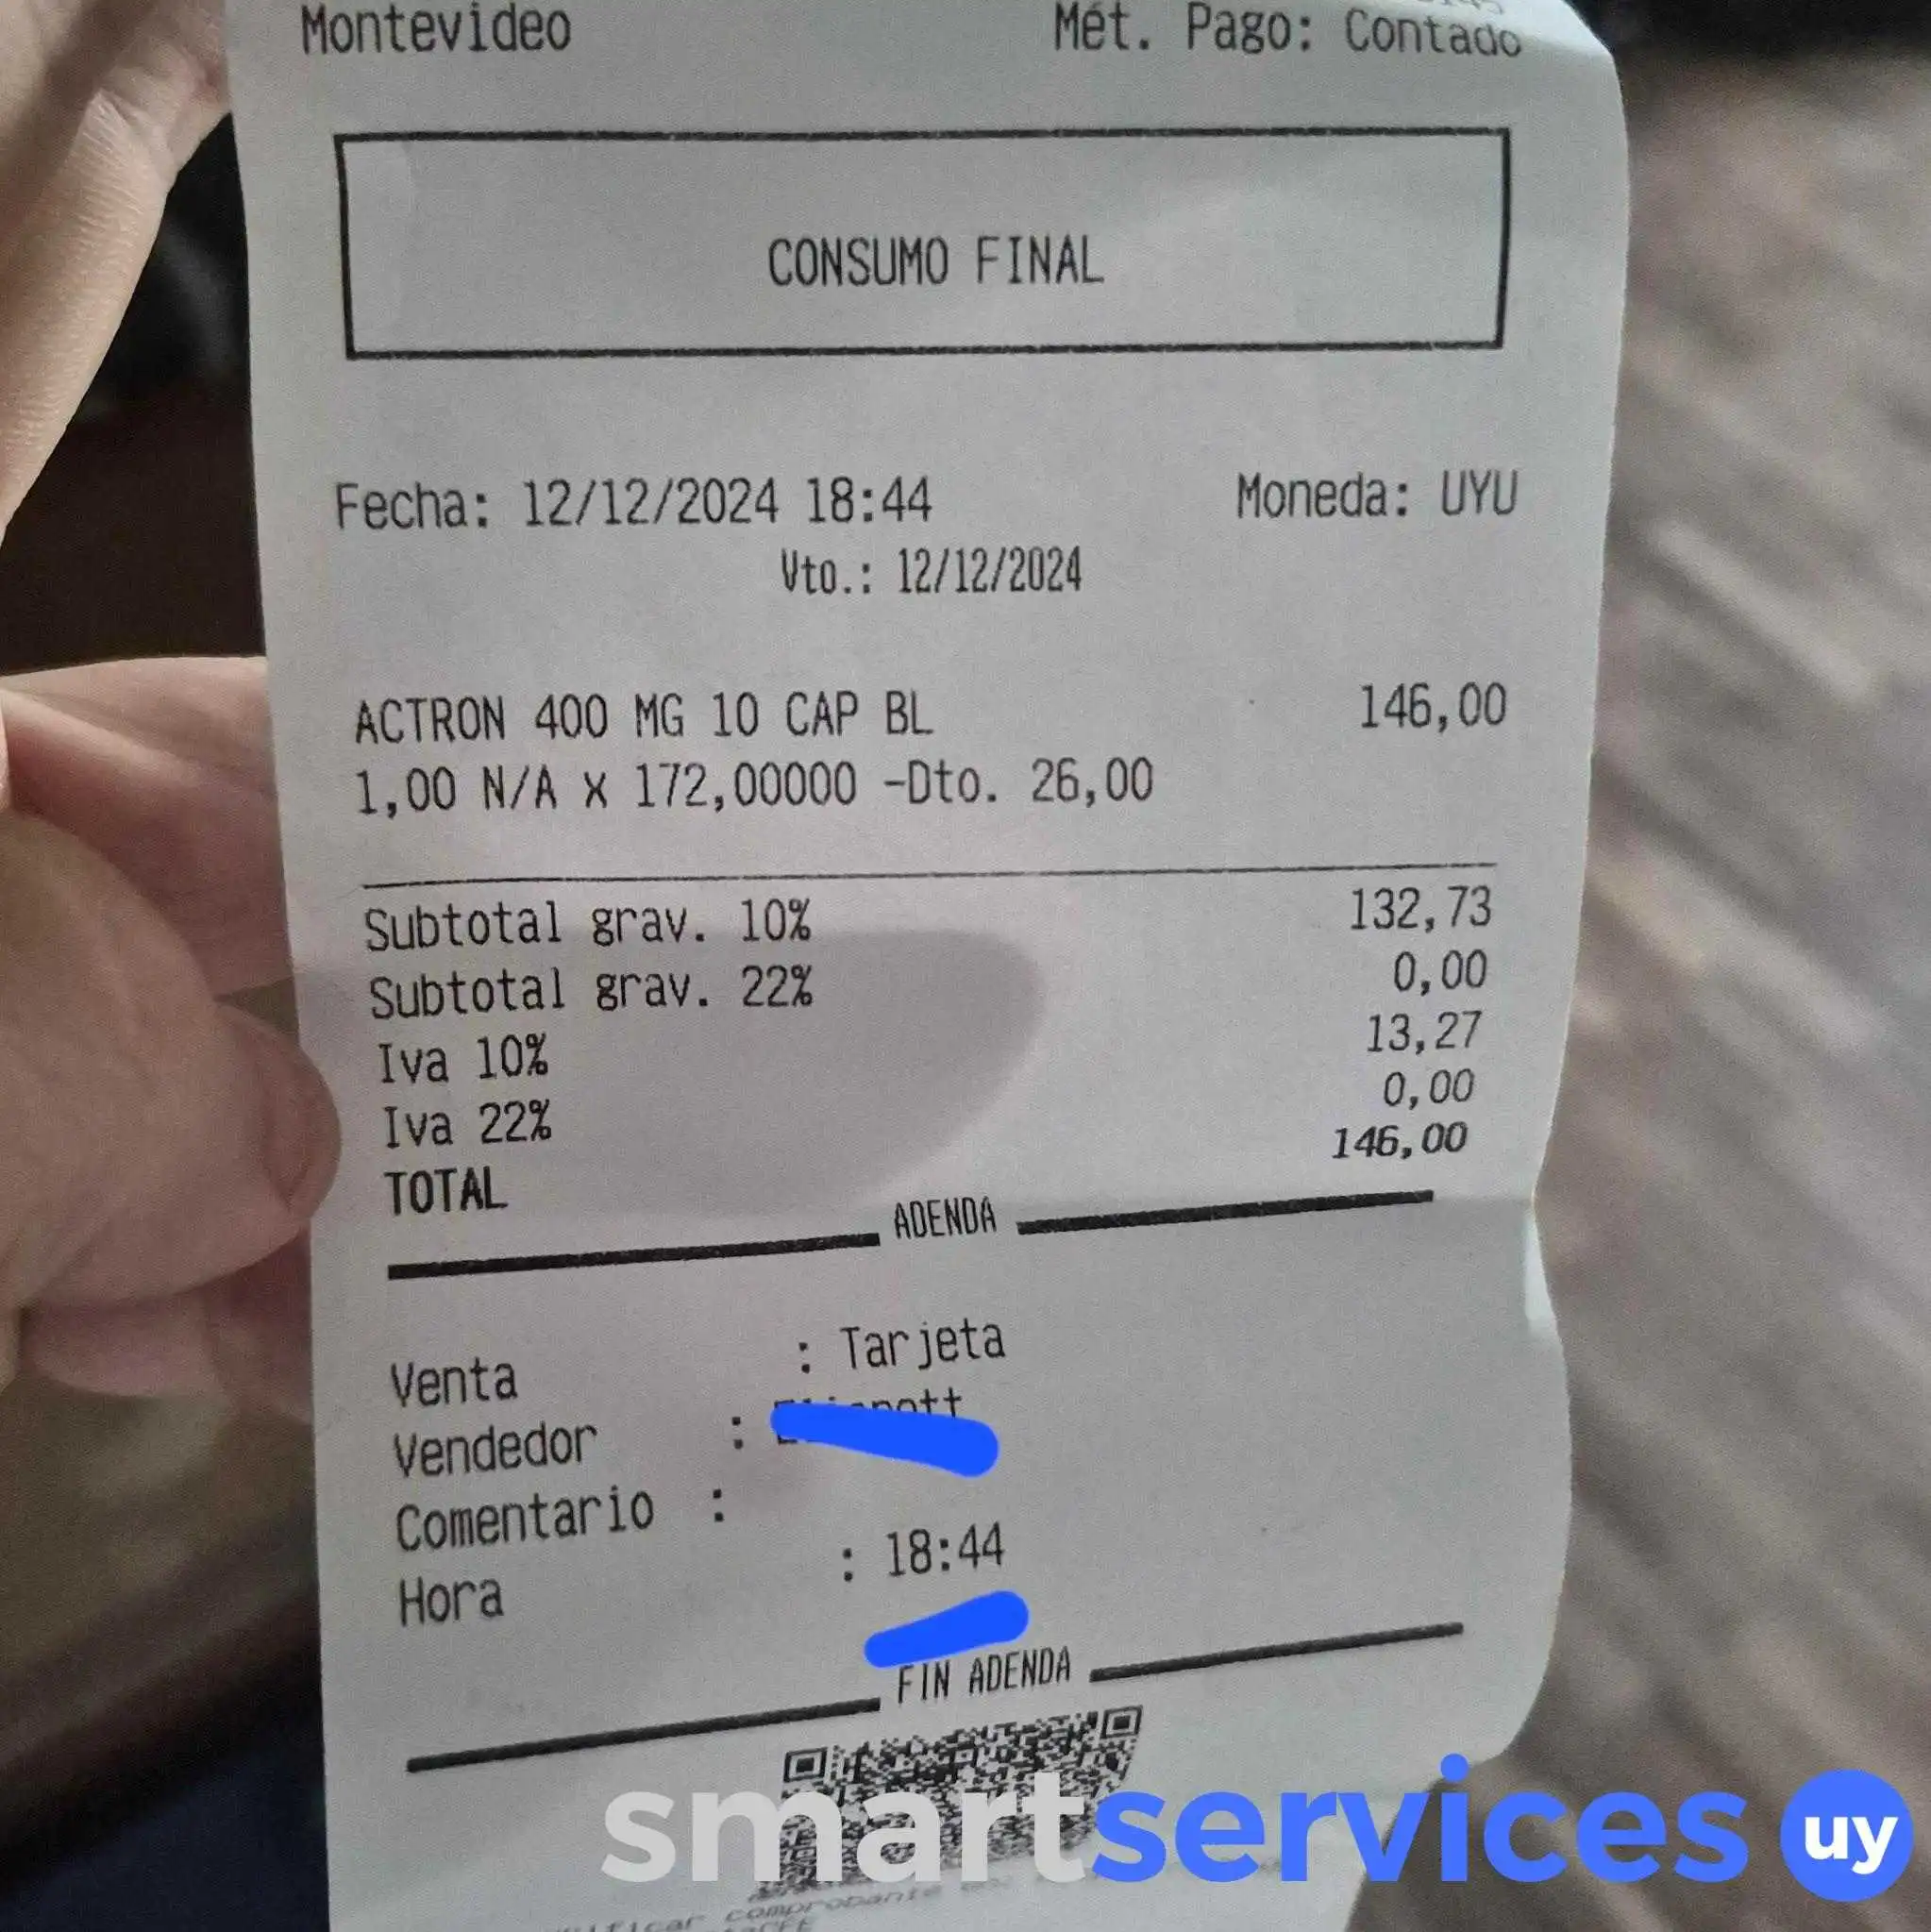 Montevideo Mét. Pago: Contado
CONSUMO FINAL
Fecha: 12/12/2024 18:44 Moneda: UYU
Vto.: 12/12/2024
ACTRON 400 MG 10 CAP BL 146,00
1,00 N/A x 172,00000 -Dto. 26,00
Subtotal grav. 10% 132,73
Subtotal grav. 22% 0,00
Iva 10% 13,27
Iva 22% 0,00
TOTAL 146,00
ADENDA
Venta : Tarjeta
Vendedor :
Comentario :
Hora : 18:44
FIN ADENDA
smartservices uy
comprobante